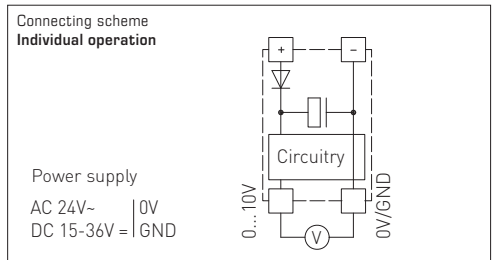 Connecting scheme
Individual operation
+ −
Circuitry
Power supply
AC 24V~ 0V
DC 15-36V = GND
0...10V
0V/GND
V